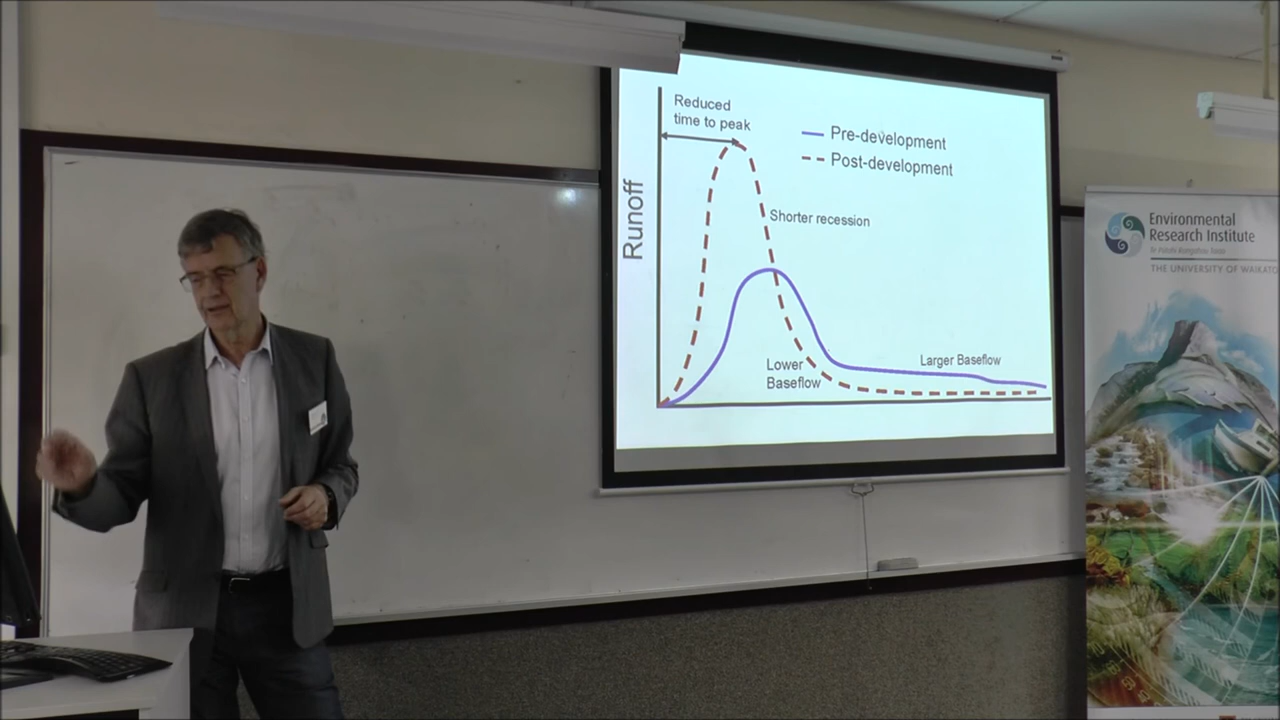 Reduced
time to peak
Pre-development
Post-development
Runoff
Shorter recession
Lower
Baseflow
Larger Baseflow
Environmental
Research Institute
THE UNIVERSITY OF WAIKATO